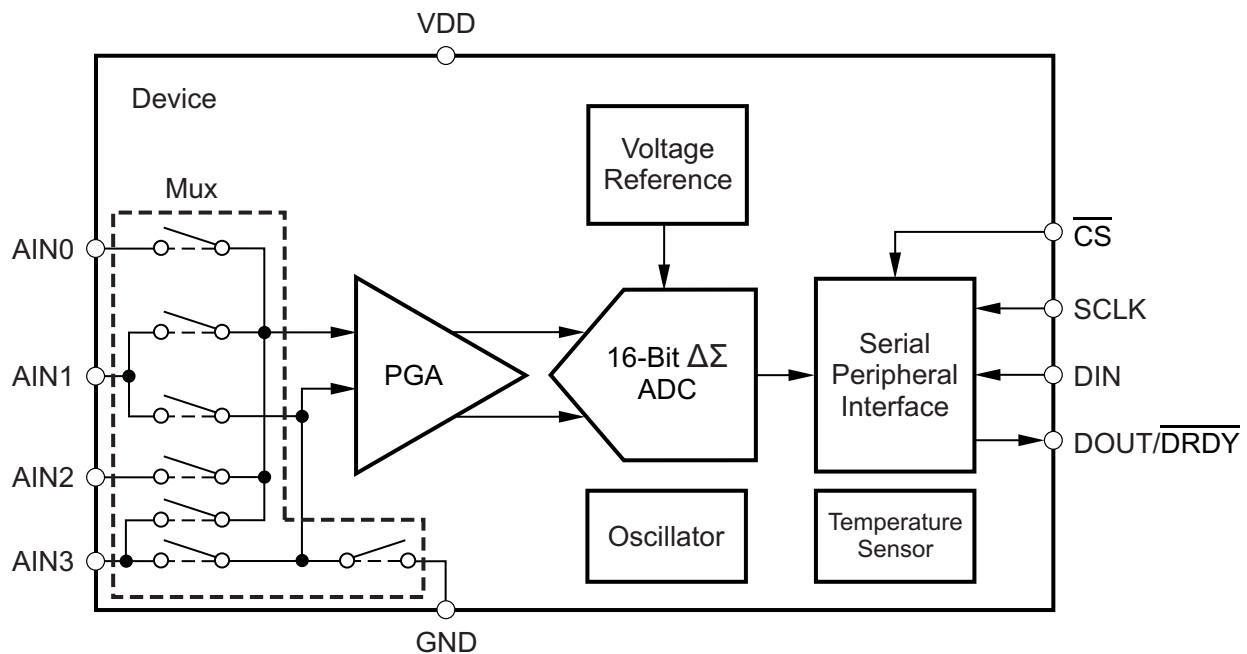 VDD
Device
Voltage
Reference
Mux
AIN0
CS
SCLK
AIN1
PGA
16-Bit ΔΣ
ADC
Serial
Peripheral
Interface
DIN
DOUT/DRDY
AIN2
AIN3
Oscillator
Temperature
Sensor
GND